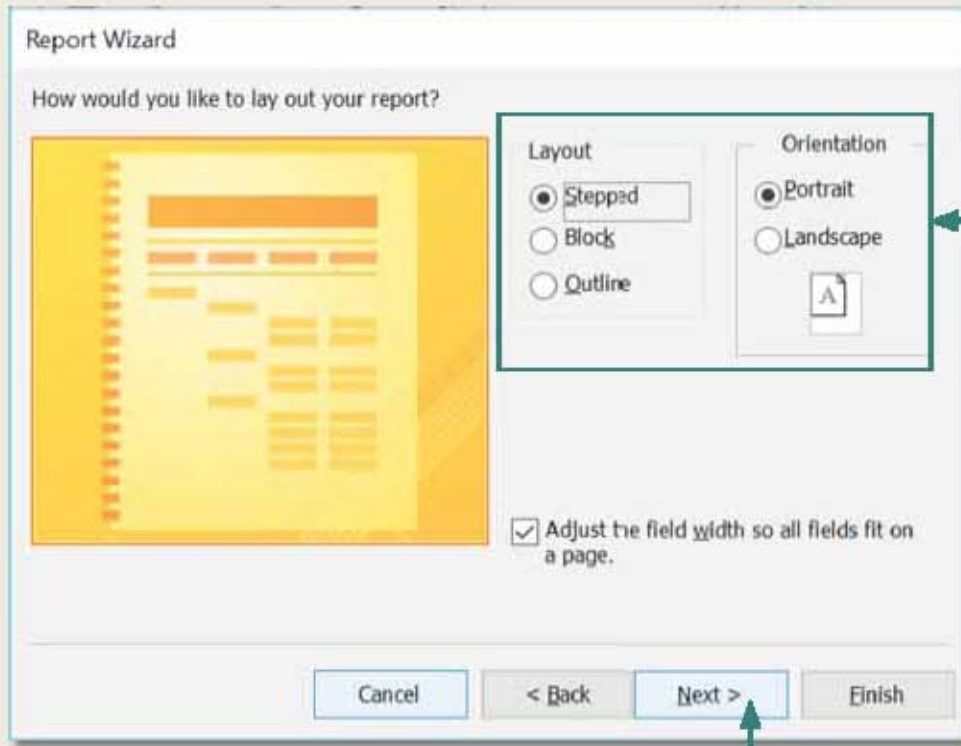 Report Wizard
How would you like to lay out your report?
Layout
Stepped
Block
Outline
Orientation
Portrait
Landscape
A
Adjust the field width so all fields fit on
a page.
Cancel
< Back
Next >
Finish